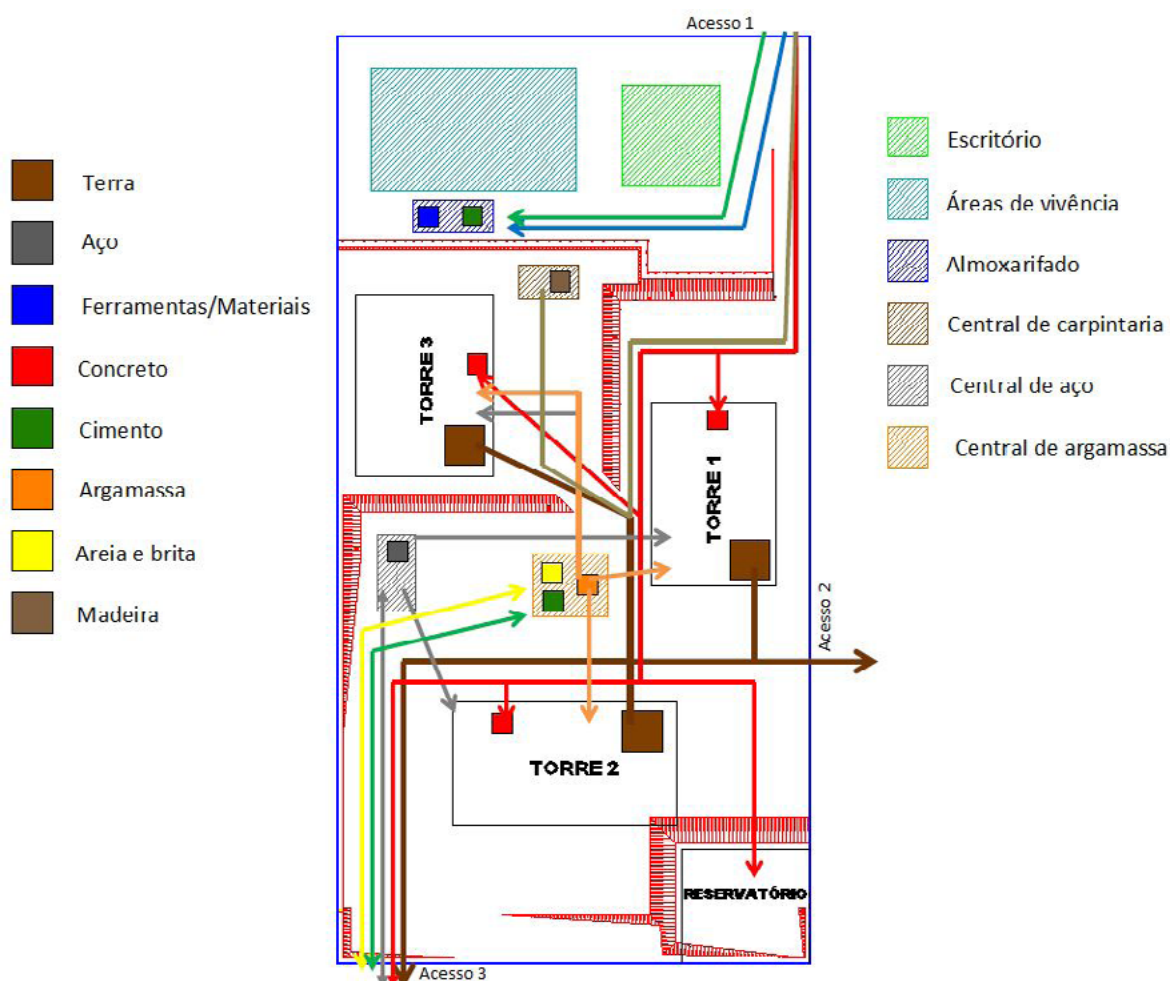 Acesso 1
Terra
Aço
Ferramentas/Materiais
Concreto
Cimento
Argamassa
Areia e brita
Madeira
TORRE 3
TORRE 1
Acesso 2
TORRE 2
RESERVATÓRIO
Acesso 3
Escritório
Áreas de vivência
Almoxarifado
Central de carpintaria
Central de aço
Central de argamassa